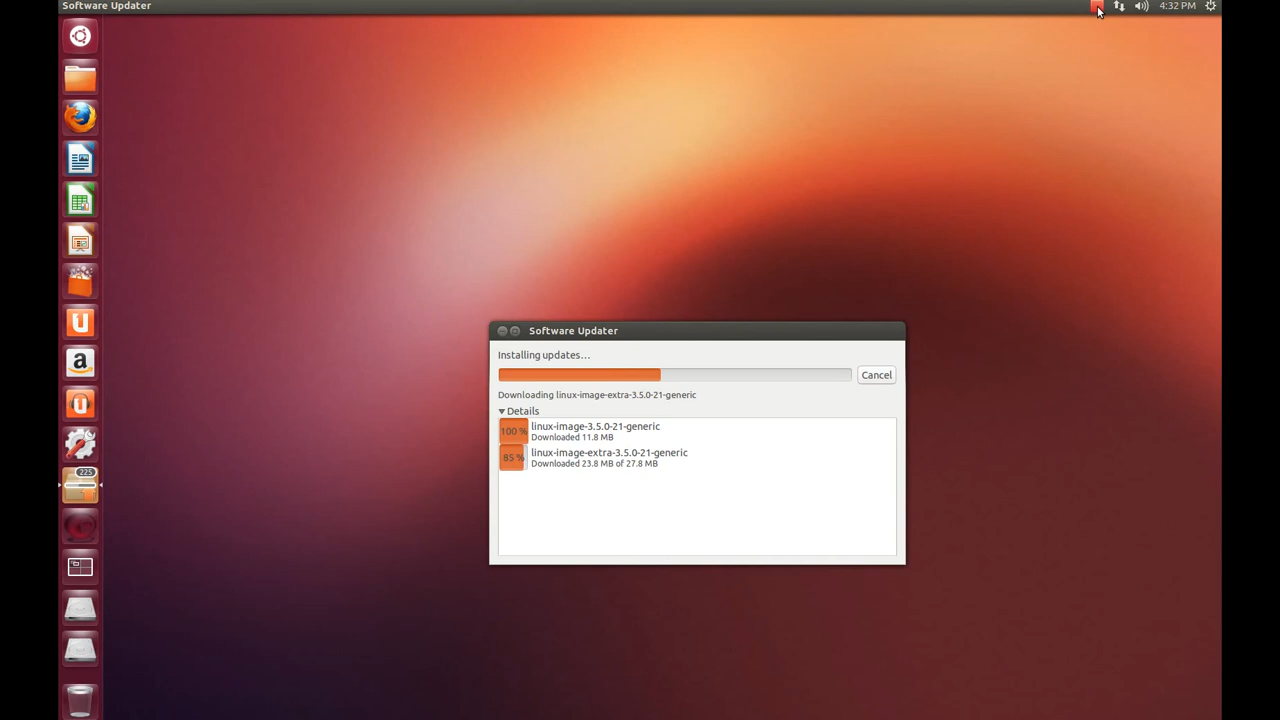 Software Updater
4:32 PM
225
Software Updater
Installing updates...
Cancel
Downloading linux-image-extra-3.5.0-21-generic
Details
100 %
linux-image-3.5.0-21-generic
Downloaded 11.8 MB
85 %
linux-image-extra-3.5.0-21-generic
Downloaded 23.8 MB of 27.8 MB